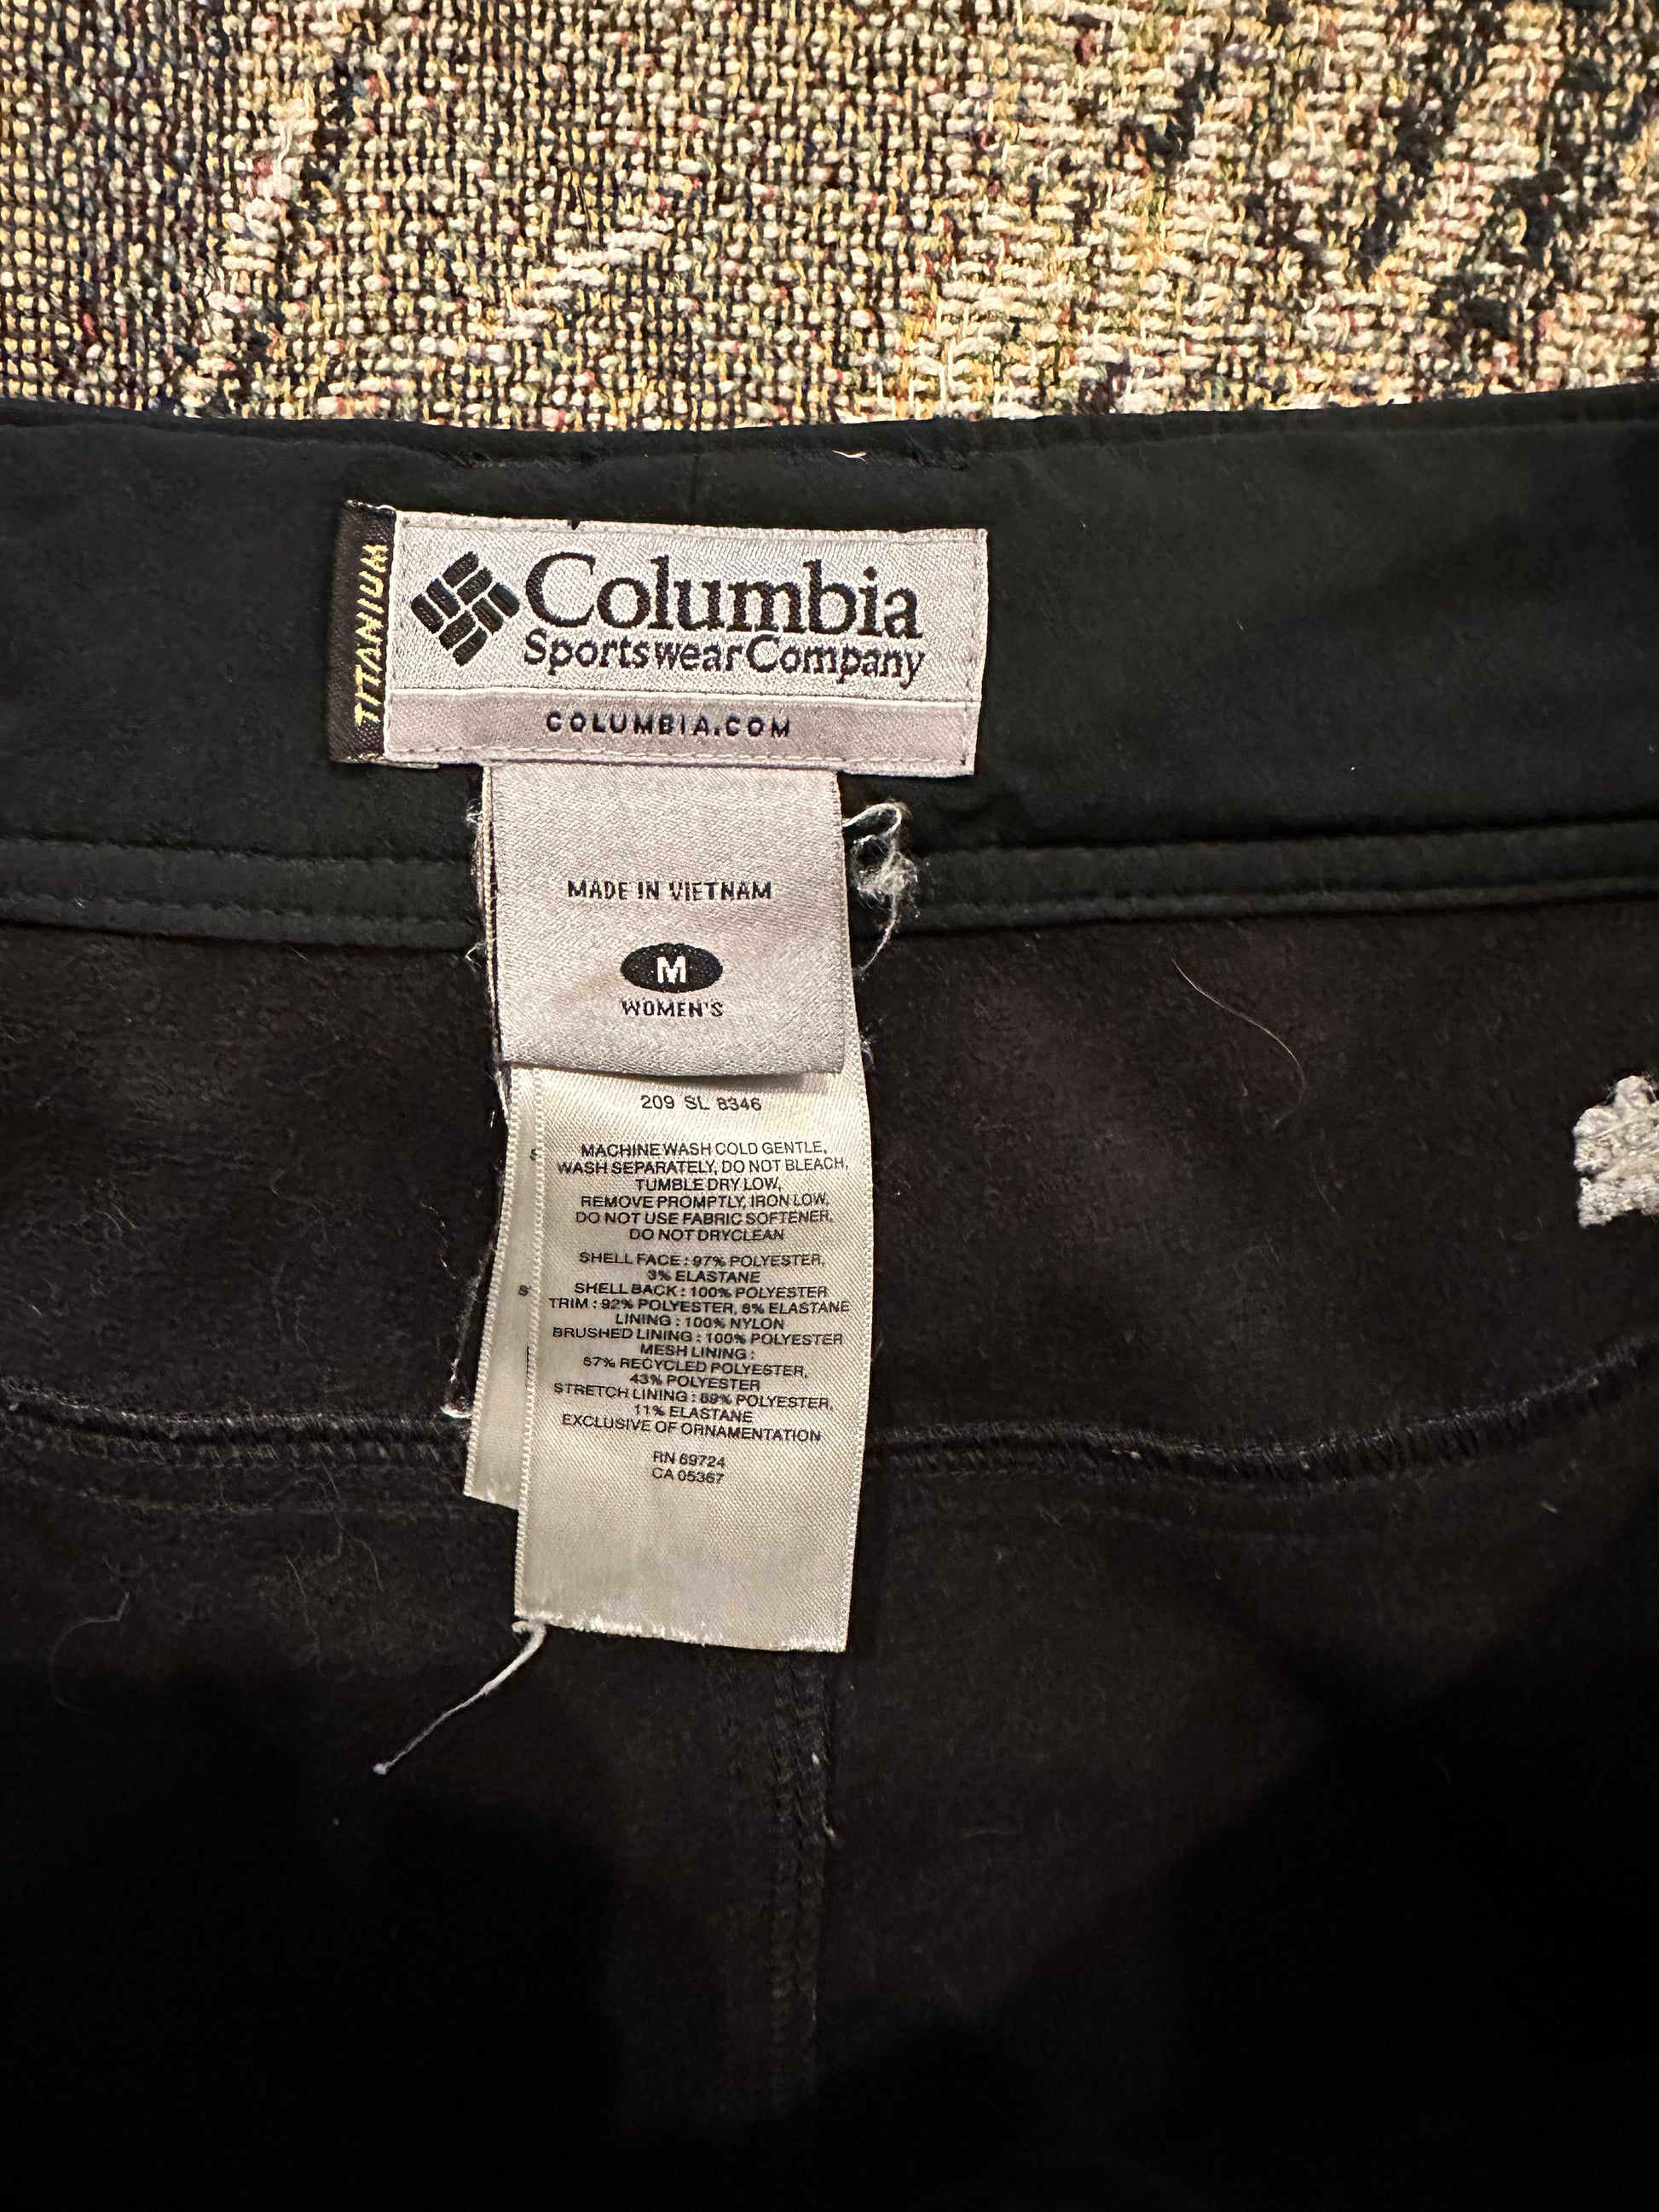 TITANIUM
Columbia
Sportswear Company
COLUMBIA.COM
MADE IN VIETNAM
M
WOMEN'S
209 SL 8346
MACHINE WASH COLD GENTLE,
WASH SEPARATELY, DO NOT BLEACH,
TUMBLE DRY LOW,
REMOVE PROMPTLY, IRON LOW,
DO NOT USE FABRIC SOFTENER,
DO NOT DRYCLEAN
SHELL FACE : 97% POLYESTER,
3% ELASTANE
SHELL BACK : 100% POLYESTER
TRIM : 92% POLYESTER, 8% ELASTANE
LINING : 100% NYLON
BRUSHED LINING : 100% POLYESTER
MESH LINING :
57% RECYCLED POLYESTER,
43% POLYESTER
STRETCH LINING : 89% POLYESTER,
11% ELASTANE
EXCLUSIVE OF ORNAMENTATION
RN 69724
CA 05367